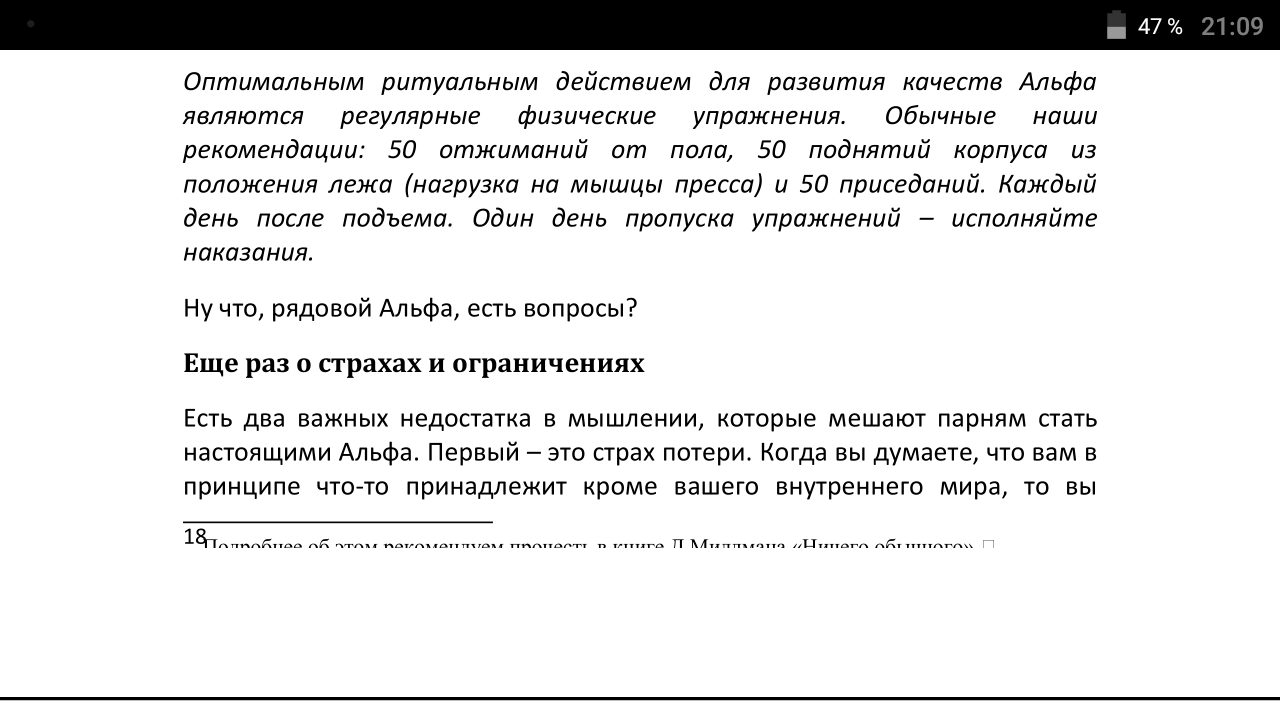 47 % 21:09
Оптимальным ритуальным действием для развития качеств Альфа
являются регулярные физические упражнения. Обычные наши
рекомендации: 50 отжиманий от пола, 50 поднятий корпуса из
положения лежа (нагрузка на мышцы пресса) и 50 приседаний. Каждый
день после подъема. Один день пропуска упражнений – исполняйте
наказания.
Ну что, рядовой Альфа, есть вопросы?
Еще раз о страхах и ограничениях
Есть два важных недостатка в мышлении, которые мешают парням стать
настоящими Альфа. Первый – это страх потери. Когда вы думаете, что вам в
принципе что-то принадлежит кроме вашего внутреннего мира, то вы
18 Подробнее об этом рекомендуем прочесть в книге Д.Миллмана «Ничего обычного»